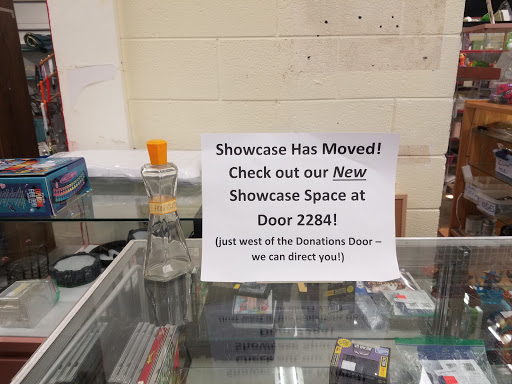 Showcase Has Moved!
Check out our New
Showcase Space at
Door 2284!
(just west of the Donations Door –
we can direct you!)